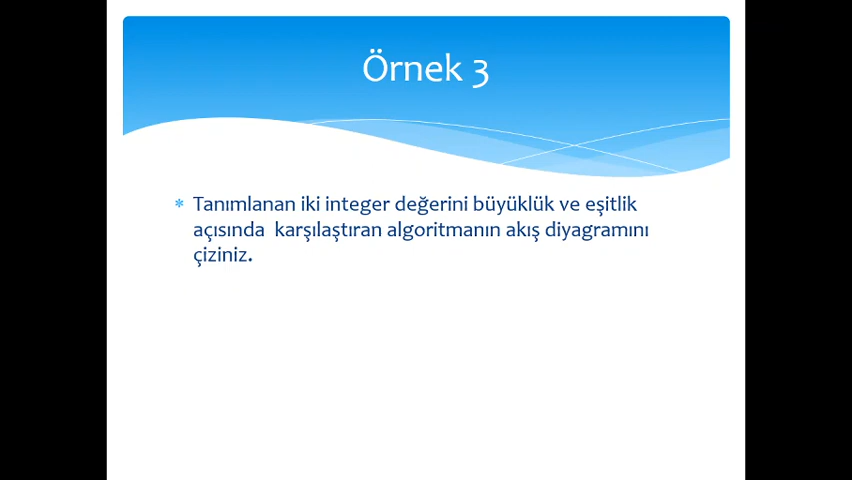 Örnek 3
* Tanımlanan iki integer değerini büyüklük ve eşitlik
açısında karşılaştıran algoritmanın akış diyagramını
çiziniz.